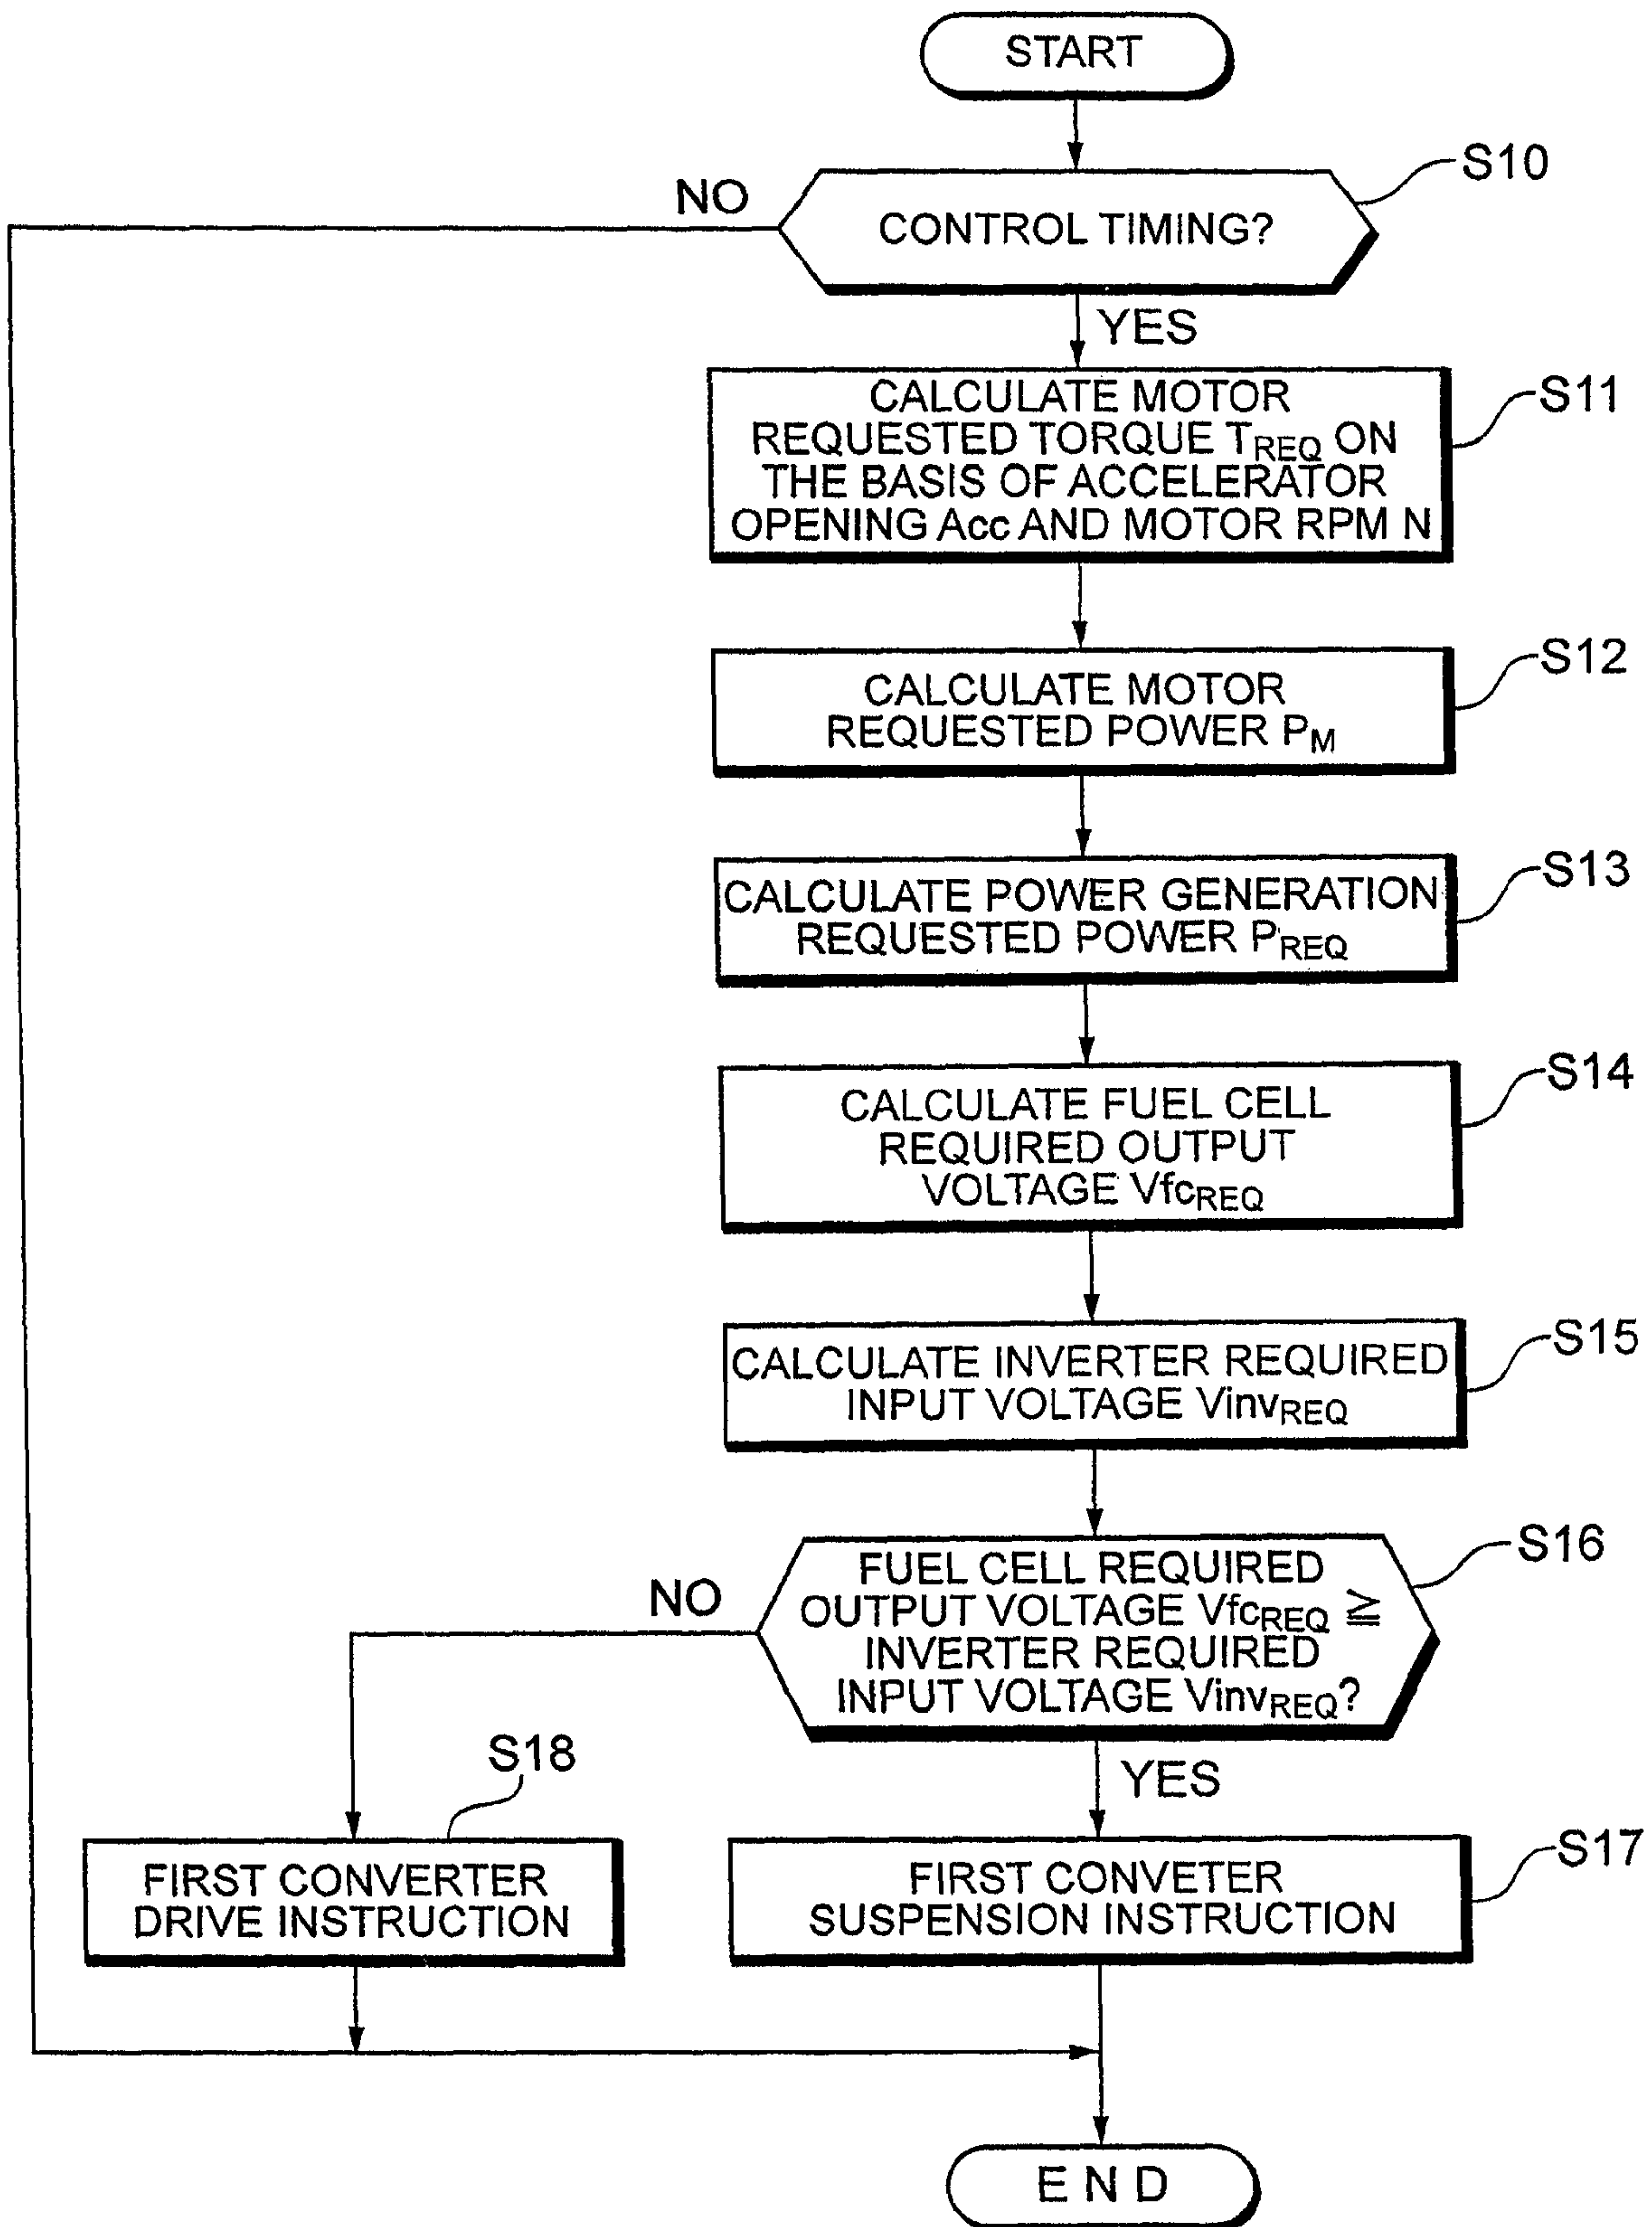 START
S10
NO
CONTROL TIMING?
YES
S11
CALCULATE MOTOR
REQUESTED TORQUE TREQ ON
THE BASIS OF ACCELERATOR
OPENING Acc AND MOTOR RPM N
S12
CALCULATE MOTOR
REQUESTED POWER PM
S13
CALCULATE POWER GENERATION
REQUESTED POWER PREQ
S14
CALCULATE FUEL CELL
REQUIRED OUTPUT
VOLTAGE VfcREQ
S15
CALCULATE INVERTER REQUIRED
INPUT VOLTAGE VinvREQ
S16
NO
FUEL CELL REQUIRED
OUTPUT VOLTAGE VfcREQ ≧
INVERTER REQUIRED
INPUT VOLTAGE VinvREQ?
YES
S18
FIRST CONVERTER
DRIVE INSTRUCTION
S17
FIRST CONVETER
SUSPENSION INSTRUCTION
END